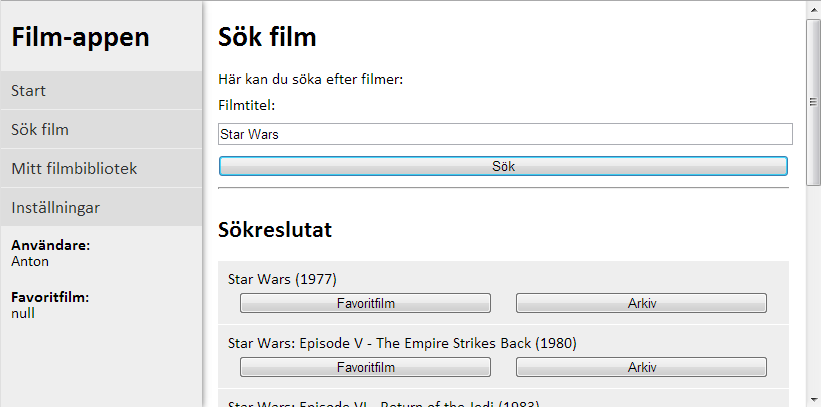 Film-appen
Start
Sök film
Mitt filmbibliotek
Inställningar
Användare:
Anton
Favoritfilm:
null
Sök film
Här kan du söka efter filmer:
Filmtitel:
Star Wars
Sök
Sökreslutat
Star Wars (1977)
Favoritfilm Arkiv
Star Wars: Episode V - The Empire Strikes Back (1980)
Favoritfilm Arkiv
Star Wars: Episode VI - Return of the Jedi (1983)